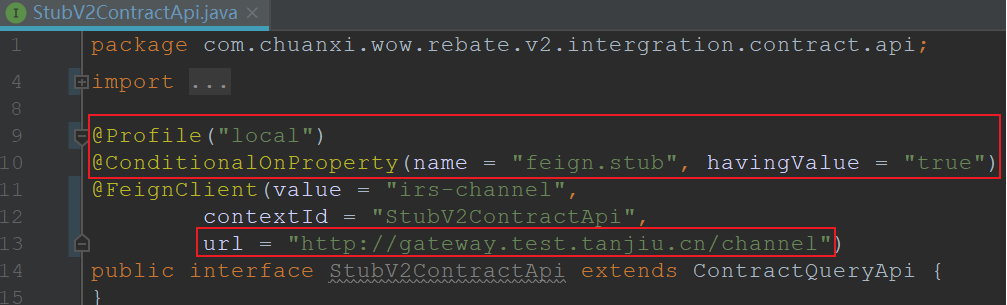 StubV2ContractApi.java
1 package com.chuanxi.wow.rebate.v2.intergration.contract.api;
4 import ...
8
9 @Profile("local")
10 @ConditionalOnProperty(name = "feign.stub", havingValue = "true")
11 @FeignClient(value = "irs-channel",
12 contextId = "StubV2ContractApi",
13 url = "http://gateway.test.tanjiu.cn/channel")
14 public interface StubV2ContractApi extends ContractQueryApi {
15 }